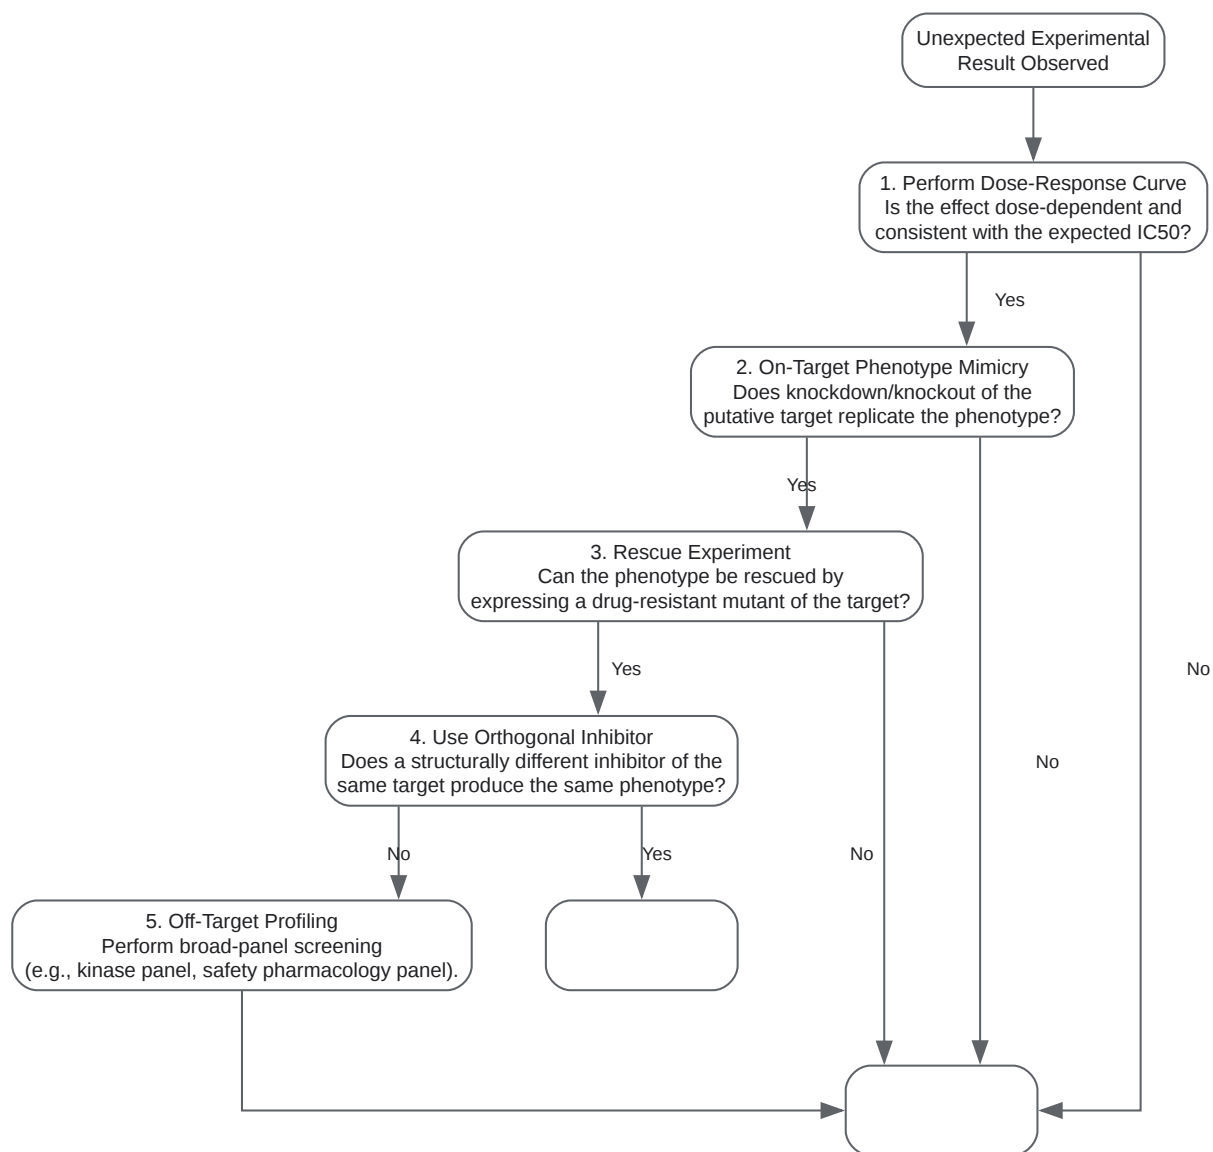 Unexpected Experimental
Result Observed
1. Perform Dose-Response Curve
Is the effect dose-dependent and
consistent with the expected IC50?
Yes
2. On-Target Phenotype Mimicry
Does knockdown/knockout of the
putative target replicate the phenotype?
Yes
3. Rescue Experiment
Can the phenotype be rescued by
expressing a drug-resistant mutant of the target?
Yes
No
4. Use Orthogonal Inhibitor
Does a structurally different inhibitor of the
same target produce the same phenotype?
No
No
Yes
No
5. Off-Target Profiling
Perform broad-panel screening
(e.g., kinase panel, safety pharmacology panel).